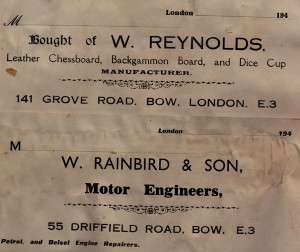 London 194
M
Bought of W. REYNOLDS,
Leather Chessboard, Backgammon Board, and Dice Cup
MANUFACTURER.
141 GROVE ROAD, BOW, LONDON, E.3
London 194
M
W. RAINBIRD & SON,
Motor Engineers,
55 DRIFFIELD ROAD, BOW, E.3
Petrol, and Deisel Engine Repairers.